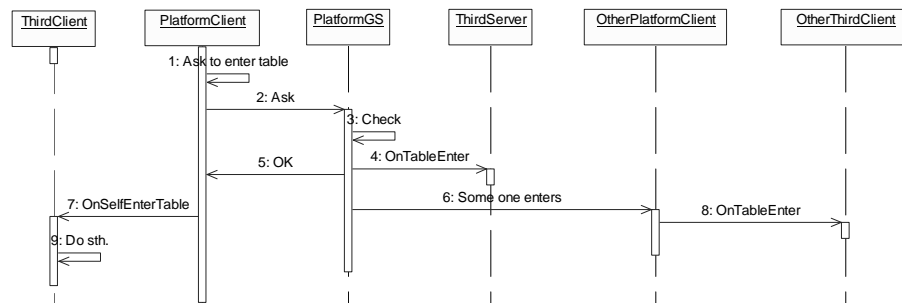 ThirdClient
PlatformClient
PlatformGS
ThirdServer
OtherPlatformClient
OtherThirdClient
1: Ask to enter table
2: Ask
3: Check
4: OnTableEnter
5: OK
6: Some one enters
7: OnSelfEnterTable
8: OnTableEnter
9: Do sth.